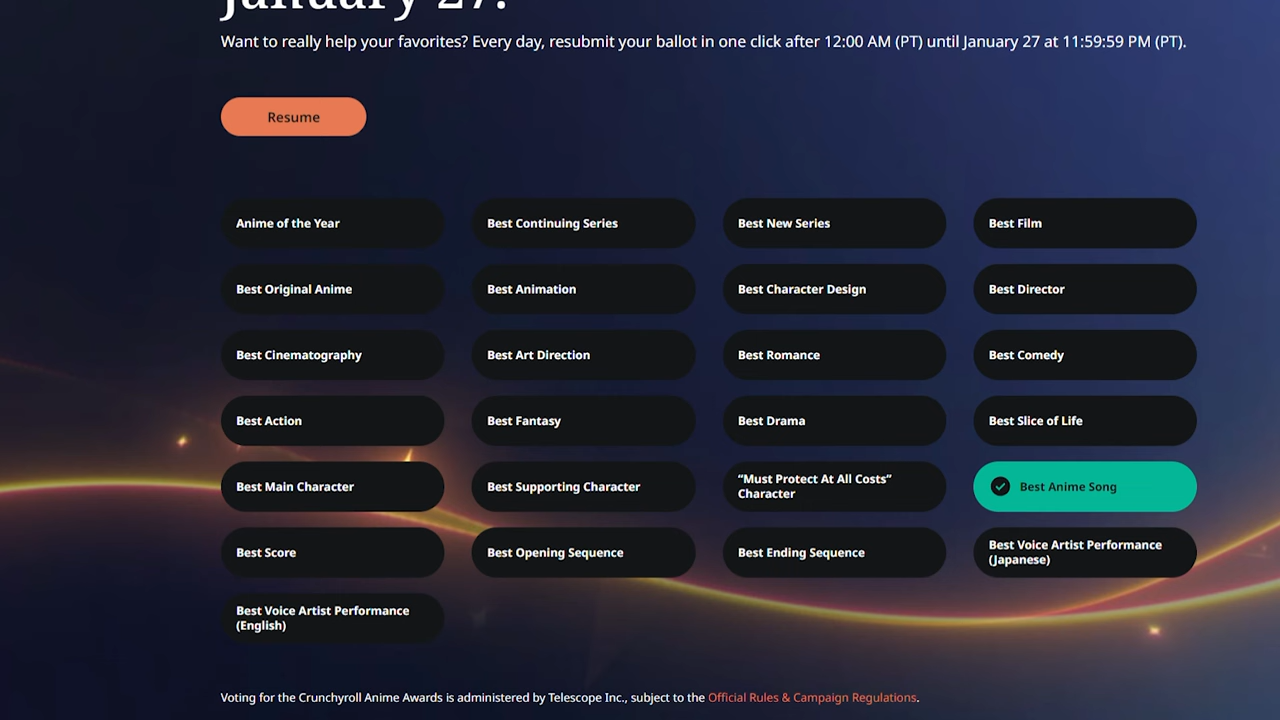 January 27.
Want to really help your favorites? Every day, resubmit your ballot in one click after 12:00 AM (PT) until January 27 at 11:59:59 PM (PT).
Resume
Anime of the Year
Best Continuing Series
Best New Series
Best Film
Best Original Anime
Best Animation
Best Character Design
Best Director
Best Cinematography
Best Art Direction
Best Romance
Best Comedy
Best Action
Best Fantasy
Best Drama
Best Slice of Life
Best Main Character
Best Supporting Character
“Must Protect At All Costs”
Character
Best Anime Song
Best Score
Best Opening Sequence
Best Ending Sequence
Best Voice Artist Performance
(Japanese)
Best Voice Artist Performance
(English)
Voting for the Crunchyroll Anime Awards is administered by Telescope Inc., subject to the Official Rules & Campaign Regulations.